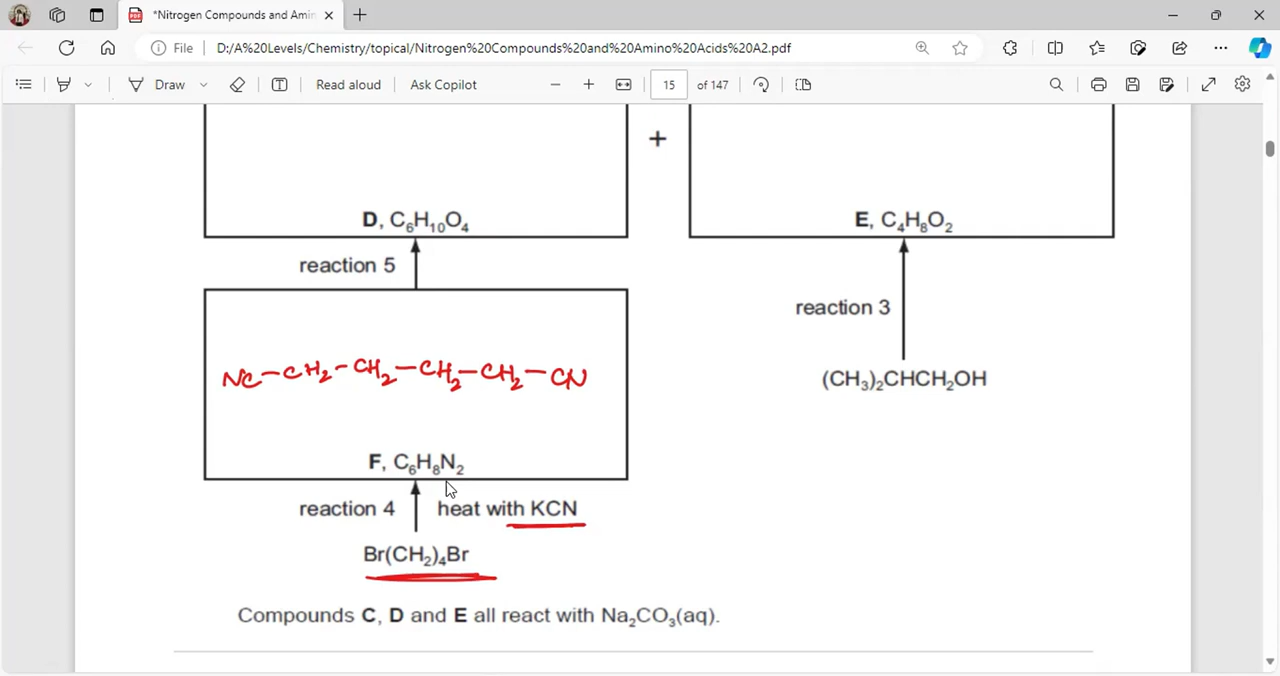 *Nitrogen Compounds and Amin
File D:/A%20Levels/Chemistry/topical/Nitrogen%20Compounds%20and%20Amino%20Acids%20A2.pdf
Draw Read aloud Ask Copilot 15 of 147
+
D, C₆H₁₀O₄ E, C₄H₈O₂
reaction 5
reaction 3
NC-CH₂-CH₂-CH₂-CH₂-CN (CH₃)₂CHCH₂OH
F, C₆H₈N₂
reaction 4 heat with KCN
Br(CH₂)₄Br
Compounds C, D and E all react with Na₂CO₃(aq).